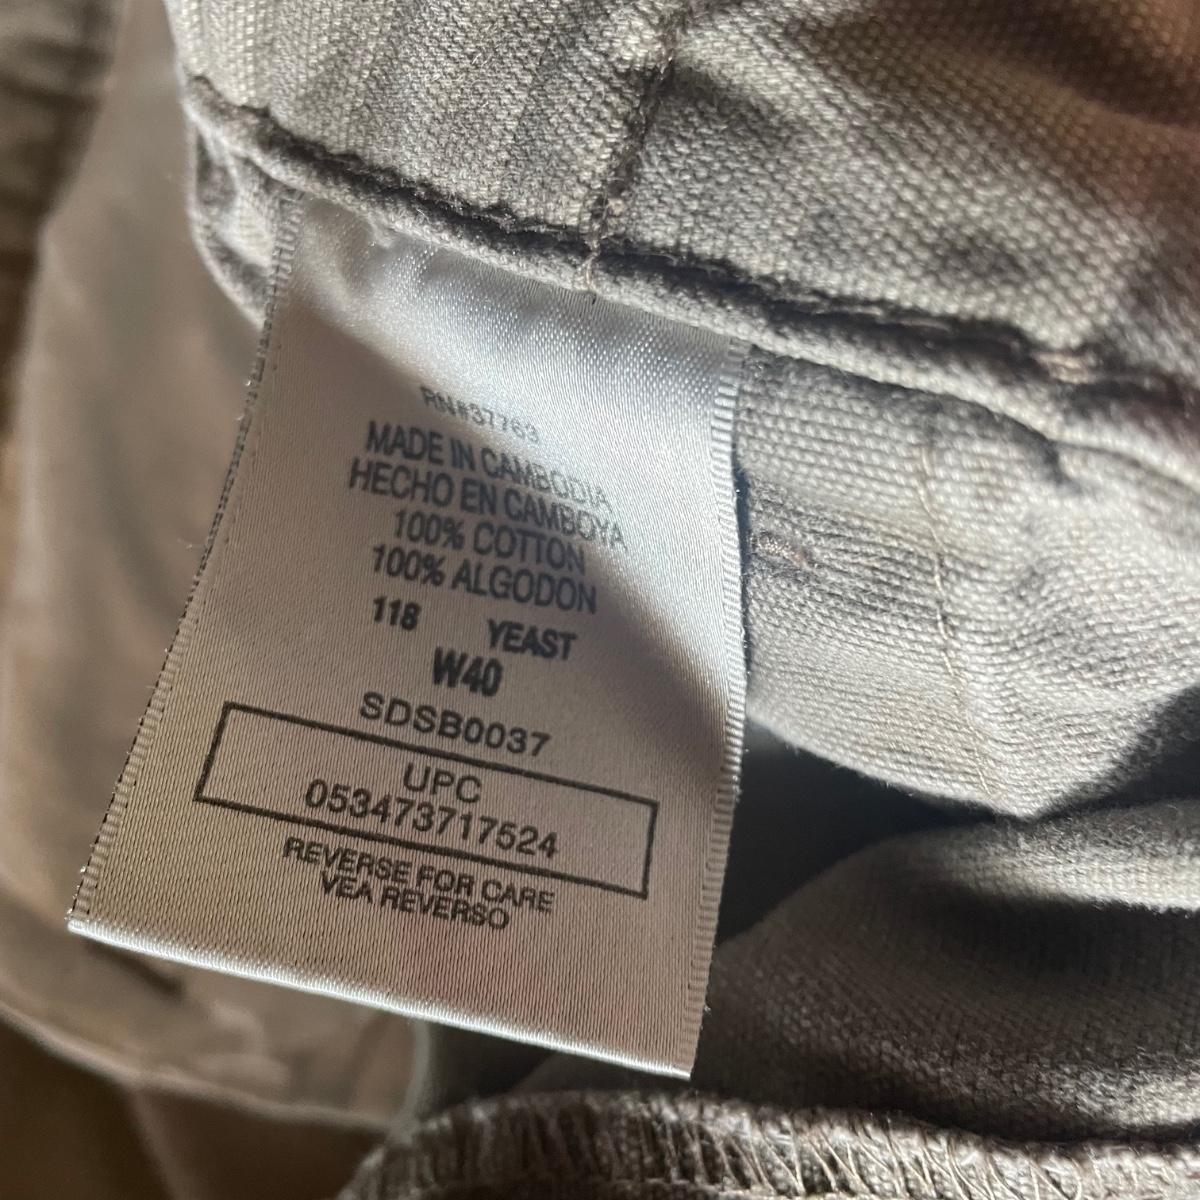 RN#37763
MADE IN CAMBODIA
HECHO EN CAMBOYA
100% COTTON
100% ALGODON
118 YEAST
W40
SDSB0037
UPC
053473717524
REVERSE FOR CARE
VEA REVERSO